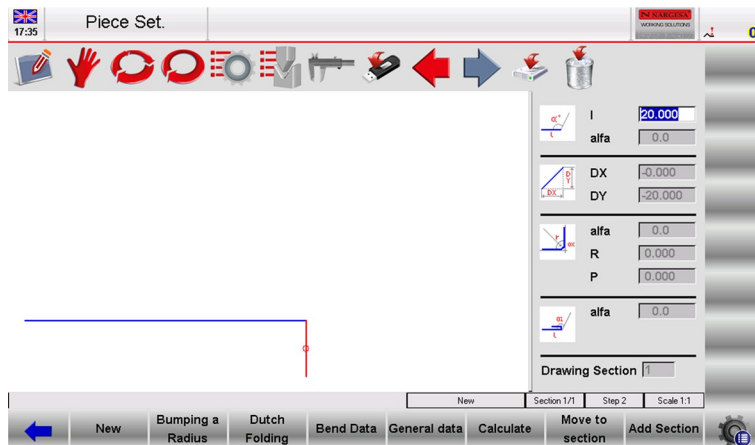 17:35
Piece Set.
NARGESA
WORKING SOLUTIONS
l 20.000
alfa 0.0
DX -0.000
DY -20.000
alfa 0.0
R 0.000
P 0.000
alfa 0.0
Drawing Section 1
New Section 1/1 Step 2 Scale 1:1
New
Bumping a Radius
Dutch Folding
Bend Data
General data
Calculate
Move to section
Add Section